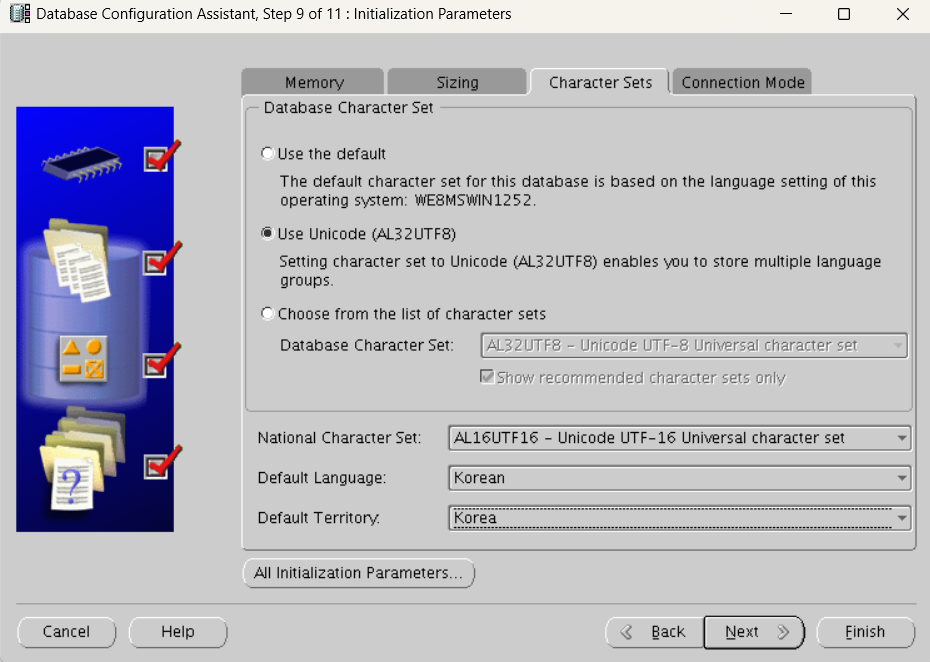 Database Configuration Assistant, Step 9 of 11 : Initialization Parameters
Memory
Sizing
Character Sets
Connection Mode
Database Character Set
Use the default
The default character set for this database is based on the language setting of this
operating system: WE8MSWIN1252.
Use Unicode (AL32UTF8)
Setting character set to Unicode (AL32UTF8) enables you to store multiple language
groups.
Choose from the list of character sets
Database Character Set: AL32UTF8 - Unicode UTF-8 Universal character set
Show recommended character sets only
National Character Set: AL16UTF16 - Unicode UTF-16 Universal character set
Default Language: Korean
Default Territory: Korea
All Initialization Parameters...
Cancel
Help
Back
Next
Finish